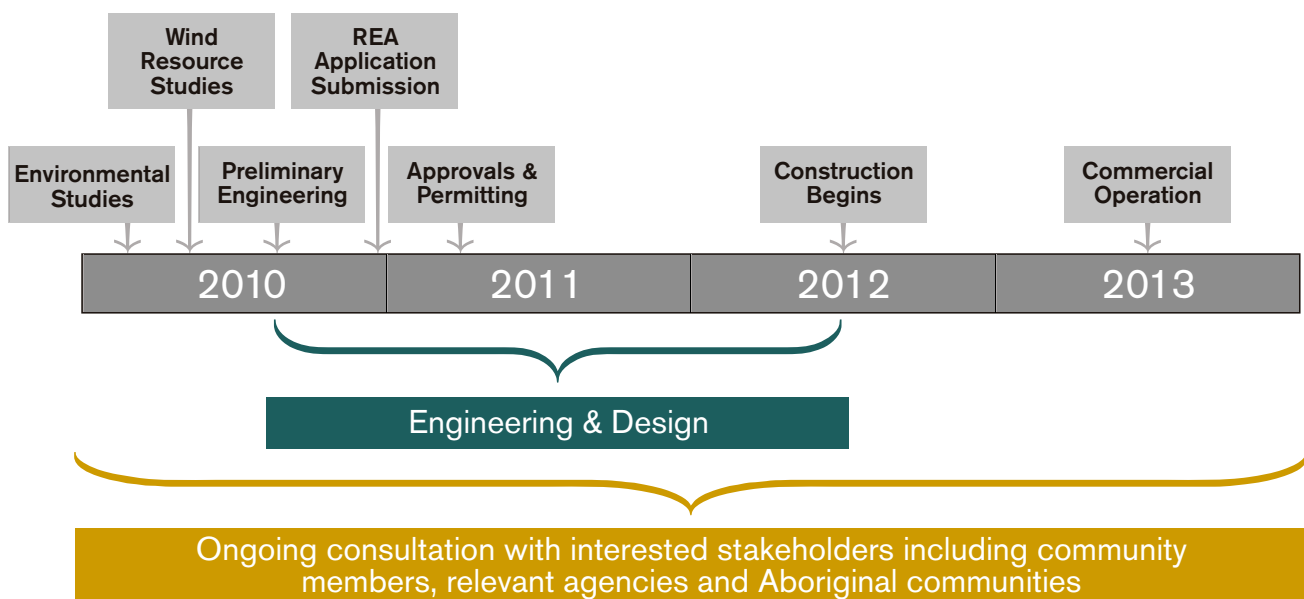 Wind
Resource
Studies
REA
Application
Submission
Environmental
Studies
Preliminary
Engineering
Approvals &
Permitting
Construction
Begins
Commercial
Operation
2010
2011
2012
2013
Engineering & Design
Ongoing consultation with interested stakeholders including community
members, relevant agencies and Aboriginal communities